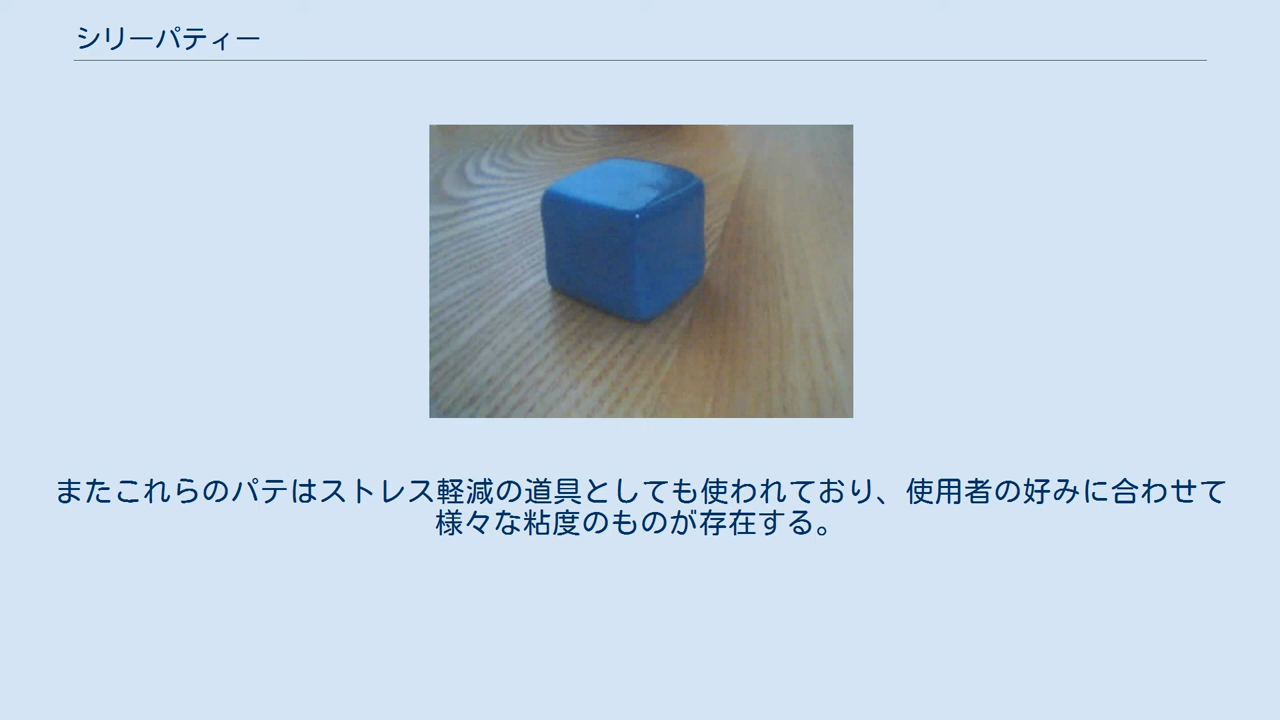 シリーパティー
またこれらのパテはストレス軽減の道具としても使われており、使用者の好みに合わせて
様々な粘度のものが存在する。